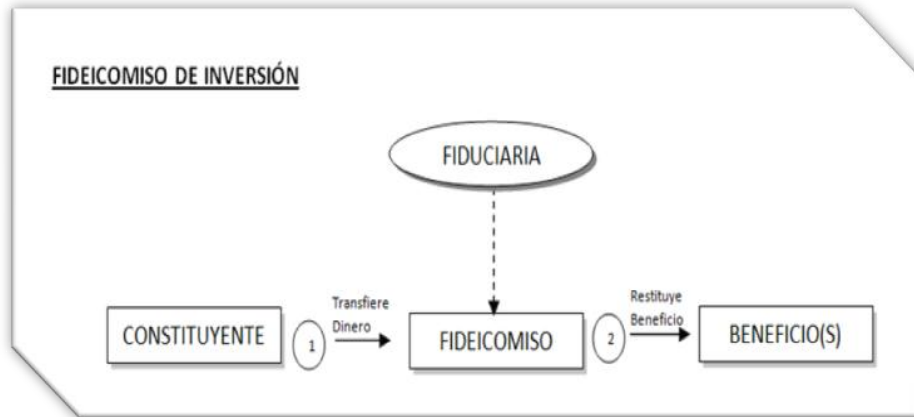 FIDEICOMISO DE INVERSIÓN
FIDUCIARIA
CONSTITUYENTE
1
Transfiere
Dinero
FIDEICOMISO
2
Restituye
Beneficio
BENEFICIO(S)